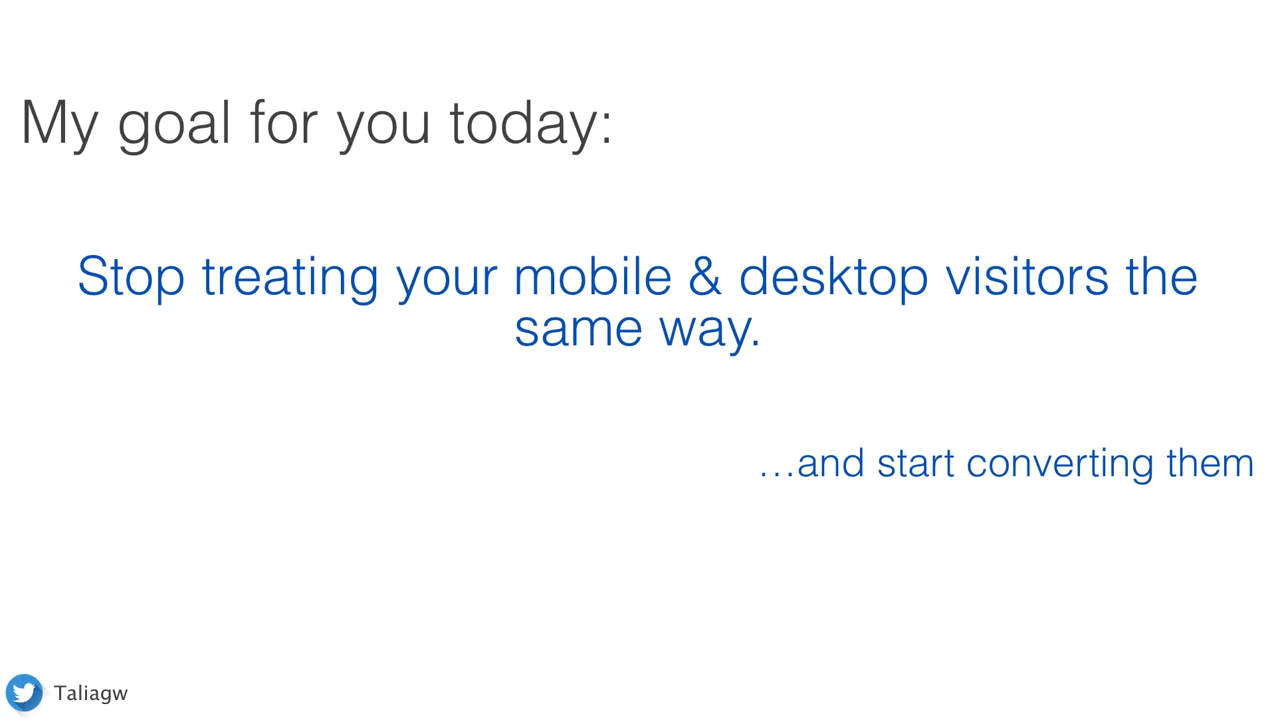 My goal for you today:
Stop treating your mobile & desktop visitors the
same way.
…and start converting them
Taliagw